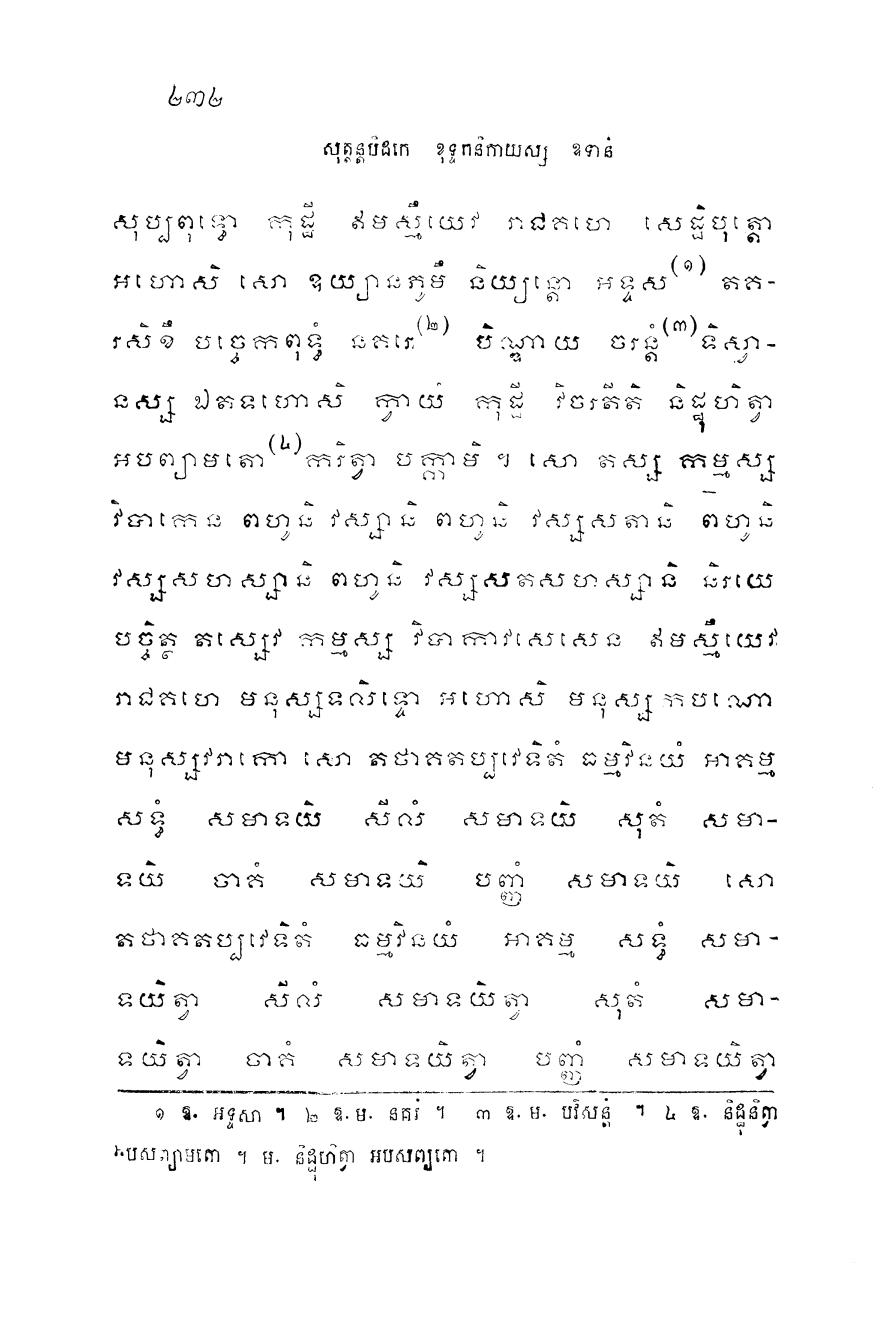 ២៣២
សុត្តន្តបិដកេ ខុទ្ទកនិកាយស្ស ឧទានំ
សុប្បពុទ្ធោ កុដ្ឋី ឥមស្មឹយេវ រាជគហេ សេដ្ឋិបុត្តោ
អហោសិ សោ ឧយ្យានភូមឹ និយ្យន្តោ អទ្ទស(១) តគ-
រសិខឹ បច្ចេកពុទ្ធំ នគរេ(២) បិណ្ឌាយ ចរន្តំ(៣) ទិស្វា-
នស្ស ឯតទហោសិ ក្វាយំ កុដ្ឋី វិចរតីតិ និដ្ឋុហិត្វា
អបព្យាមតោ(៤) ករិត្វា បក្កាមិ ។ សោ តស្ស កម្មស្ស
វិបាកេន ពហូនិ វស្សានិ ពហូនិ វស្សសតានិ ពហូនិ
វស្សសហស្សានិ ពហូនិ វស្សសតសហស្សានិ និរយេ
បច្ចិត្ថ តស្សេវ កម្មស្ស វិបាកាវសេសេន ឥមស្មឹយេវ
រាជគហេ មនុស្សទលិទ្ទោ អហោសិ មនុស្សកបណោ
មនុស្សវរាកោ សោ តថាគតប្បវេទិតំ ធម្មវិនយំ អាគម្ម
សទ្ធំ សមាទយិ សីលំ សមាទយិ សុតំ សមា-
ទយិ ចាគំ សមាទយិ បញ្ញំ សមាទយិ សោ
តថាគតប្បវេទិតំ ធម្មវិនយំ អាគម្ម សទ្ធំ សមា-
ទយិត្វា សីលំ សមាទយិត្វា សុតំ សមា-
ទយិត្វា ចាគំ សមាទយិត្វា បញ្ញំ សមាទយិត្វា
១ ឱ. អទ្ទសា ។ ២ ឱ. ម. នគរំ ។ ៣ ឱ. ម. បវិសន្តំ ។ ៤ ឱ. និដ្ឋុនិត្វា
អបសព្យាមតោ ។ ម. និដ្ឋុហិត្វា អបសព្យតោ ។